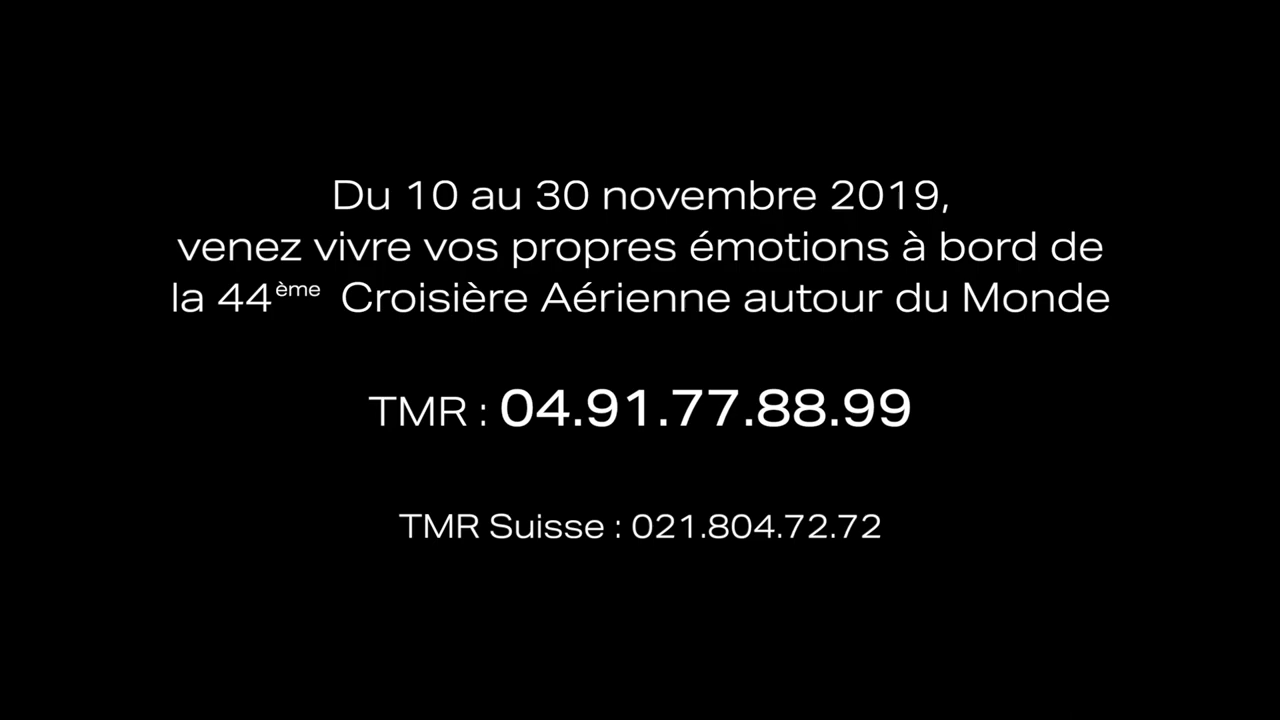 Du 10 au 30 novembre 2019,
venez vivre vos propres émotions à bord de
la 44ème Croisière Aérienne autour du Monde
TMR : 04.91.77.88.99
TMR Suisse : 021.804.72.72